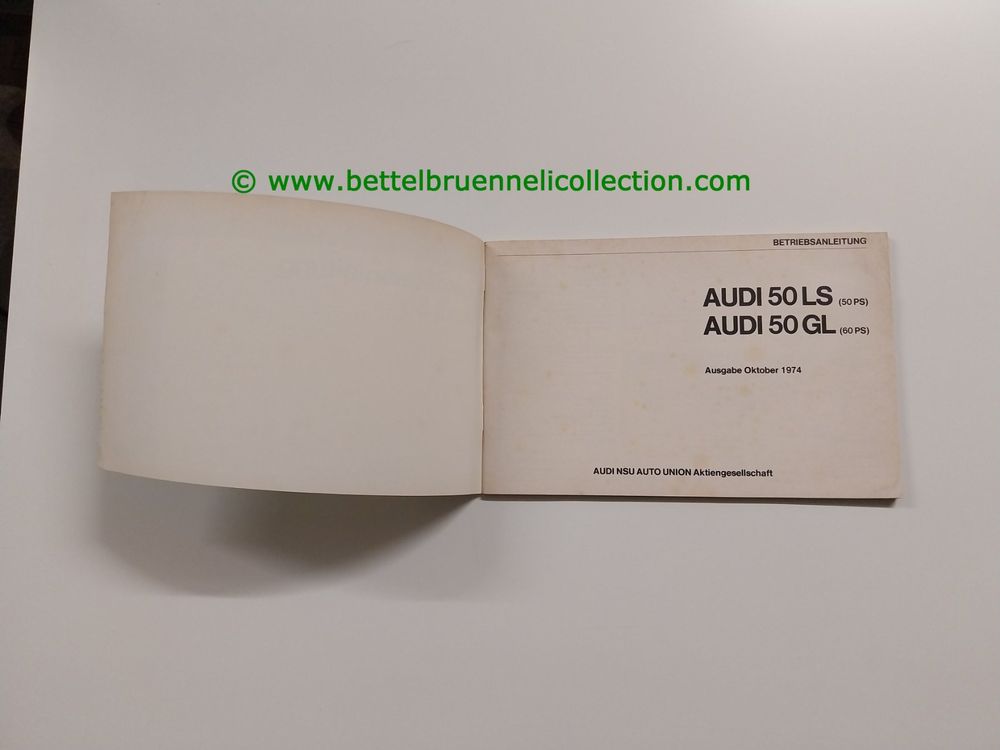 © www.bettelbruennelicollection.com
BETRIEBSANLEITUNG
AUDI 50 LS (50 PS)
AUDI 50 GL (60 PS)
Ausgabe Oktober 1974
AUDI NSU AUTO UNION Aktiengesellschaft